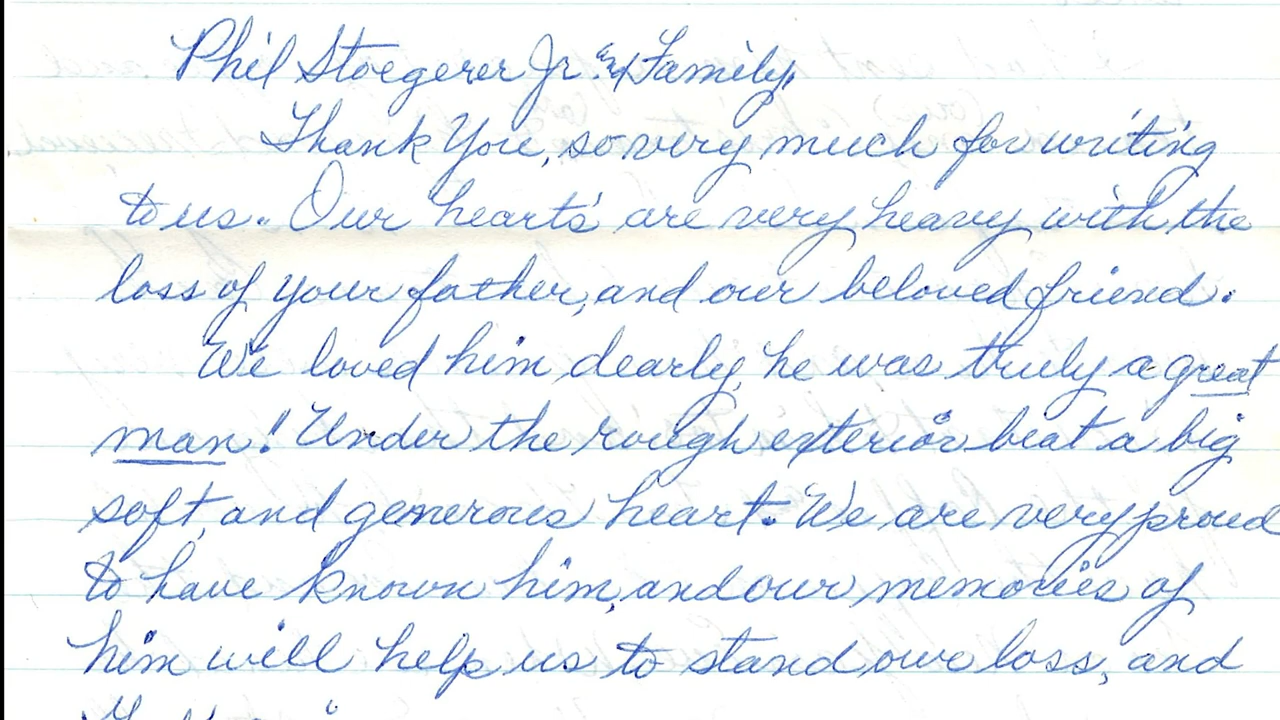 Phil Stoegerer Jr. & Family,
Thank You, so very much for writing
to us. Our heart's are very heavy with the
loss of your father, and our beloved friend.
We loved him dearly, he was truly a great
man! Under the rough exterior beat a big
soft, and generous heart. We are very proud
to have known him, and our memories of
him will help us to stand our loss, and